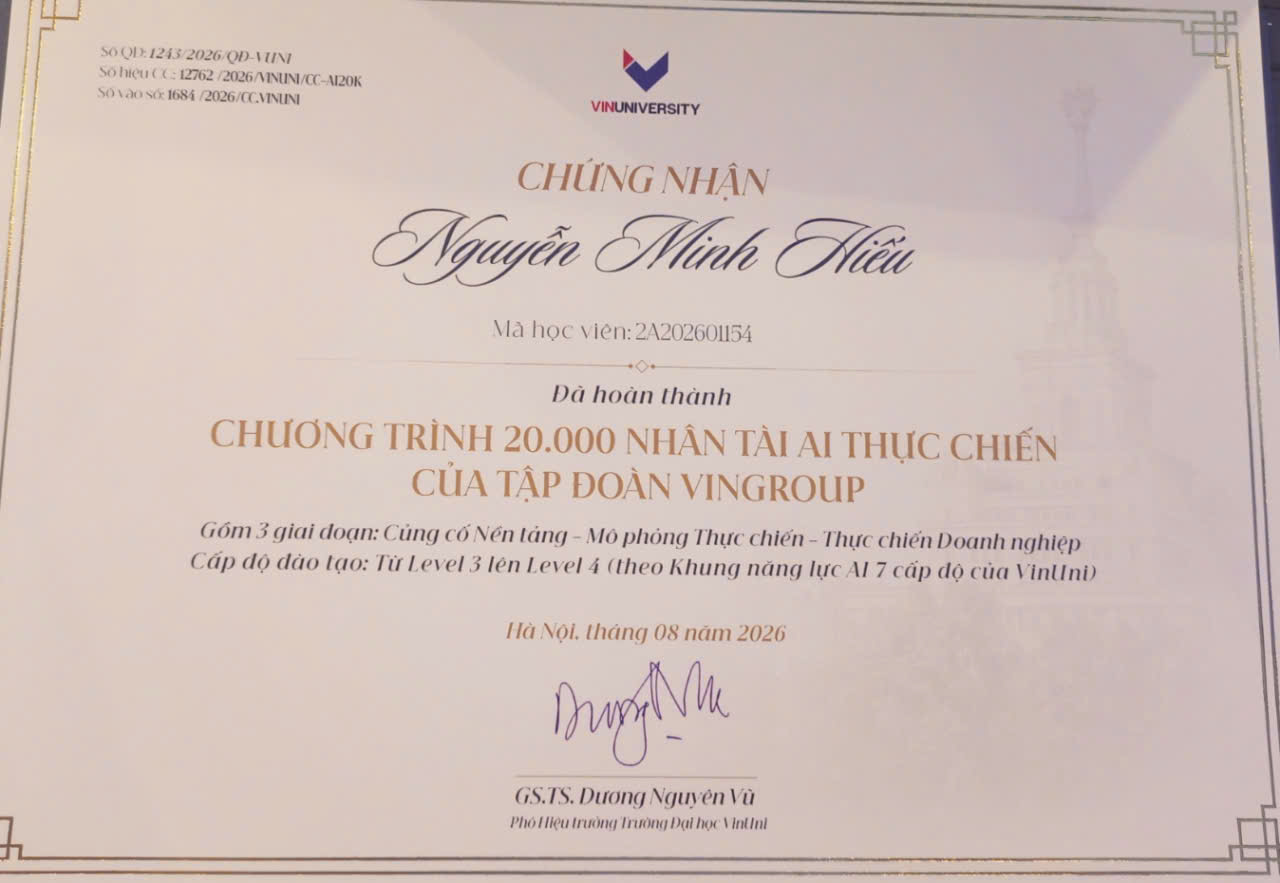 Số QĐ: 1243/2026/QĐ-VUNI
Số hiệu CC: 12762 /2026/VINUNI/CC-AI20K
Số vào sổ: 1684 /2026/CC.VINUNI
VINUNIVERSITY
CHỨNG NHẬN
Nguyễn Minh Hiếu
Mã học viên: 2A202601154
Đã hoàn thành
CHƯƠNG TRÌNH 20.000 NHÂN TÀI AI THỰC CHIẾN
CỦA TẬP ĐOÀN VINGROUP
Gồm 3 giai đoạn: Củng cố Nền tảng – Mô phỏng Thực chiến – Thực chiến Doanh nghiệp
Cấp độ đào tạo: Từ Level 3 lên Level 4 (theo Khung năng lực AI 7 cấp độ của VinUni)
Hà Nội, tháng 08 năm 2026
GS.TS. Dương Nguyên Vũ
Phó Hiệu trưởng Trường Đại học VinUni